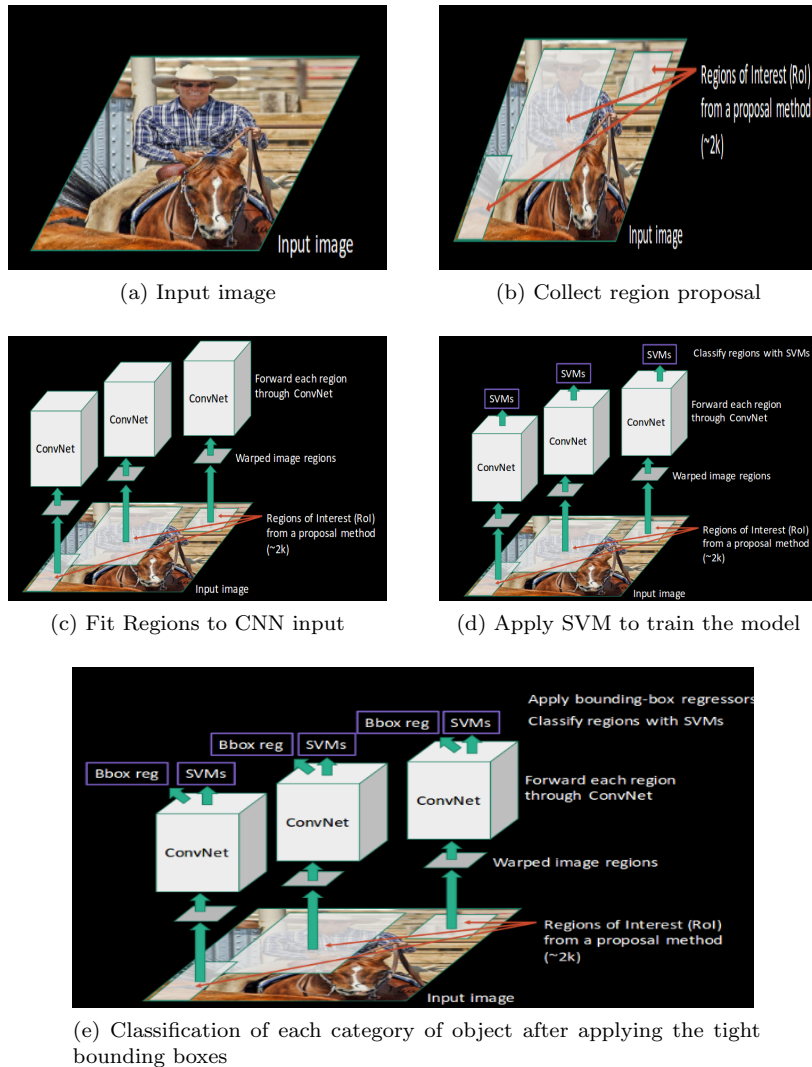 Input image
(a) Input image
Regions of Interest (RoI)
from a proposal method
(~2k)
Input image
(b) Collect region proposal
ConvNet
ConvNet
ConvNet
Forward each region
through ConvNet
Warped image regions
Regions of Interest (RoI)
from a proposal method
(~2k)
Input image
(c) Fit Regions to CNN input
SVMs
SVMs
SVMs
Classify regions with SVMs
ConvNet
ConvNet
ConvNet
Forward each region
through ConvNet
Warped image regions
Regions of Interest (RoI)
from a proposal method
(~2k)
Input image
(d) Apply SVM to train the model
Apply bounding-box regressors
Bbox reg SVMs
Classify regions with SVMs
Bbox reg SVMs
Bbox reg SVMs
Forward each region
through ConvNet
ConvNet
ConvNet
ConvNet
Warped image regions
Regions of Interest (RoI)
from a proposal method
(~2k)
Input image
(e) Classification of each category of object after applying the tight
bounding boxes